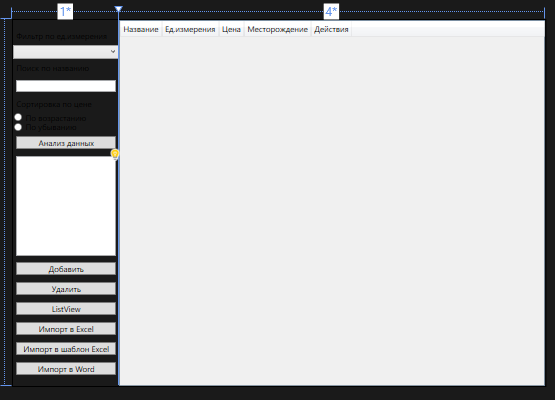 1*
4*
Фильтр по ед.измерения
Название Ед.измерения Цена Месторождение Действия
Поиск по названию
Сортировка по цене
По возрастанию
По убыванию
Анализ данных
Добавить
Удалить
ListView
Импорт в Excel
Импорт в шаблон Excel
Импорт в Word